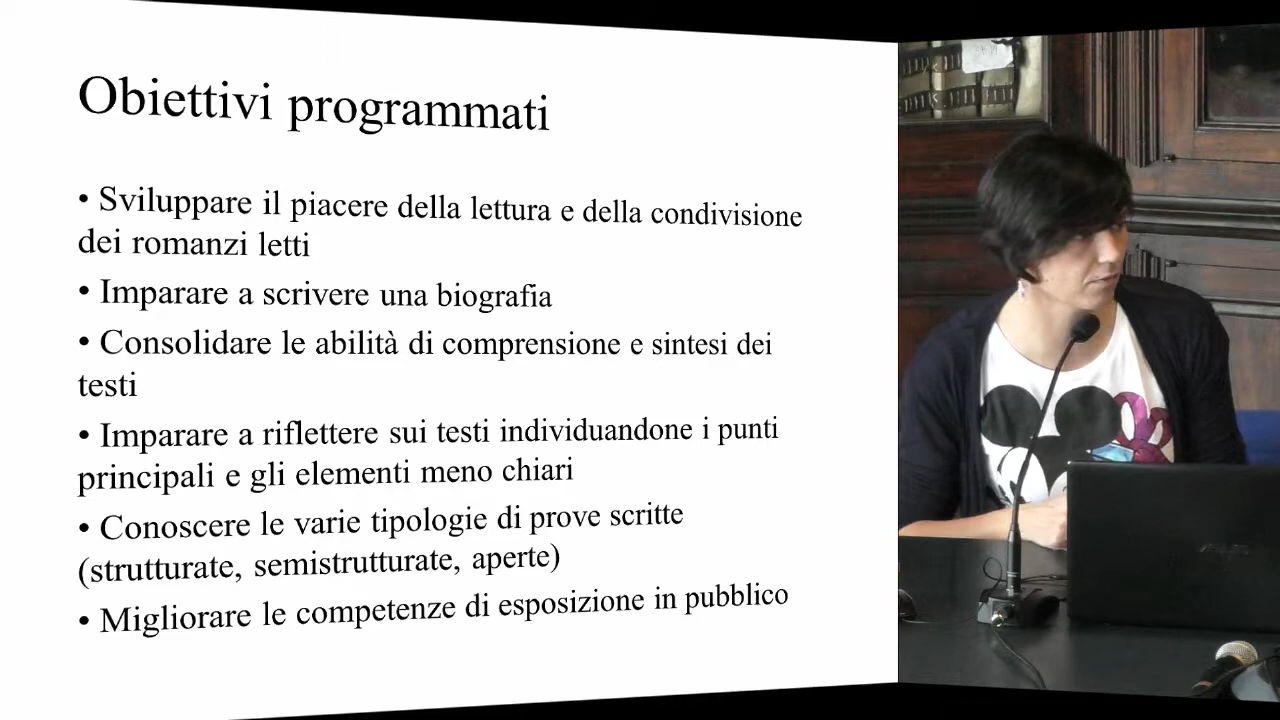 Obiettivi programmati
• Sviluppare il piacere della lettura e della condivisione
dei romanzi letti
• Imparare a scrivere una biografia
• Consolidare le abilità di comprensione e sintesi dei
testi
• Imparare a riflettere sui testi individuandone i punti
principali e gli elementi meno chiari
• Conoscere le varie tipologie di prove scritte
(strutturate, semistrutturate, aperte)
• Migliorare le competenze di esposizione in pubblico